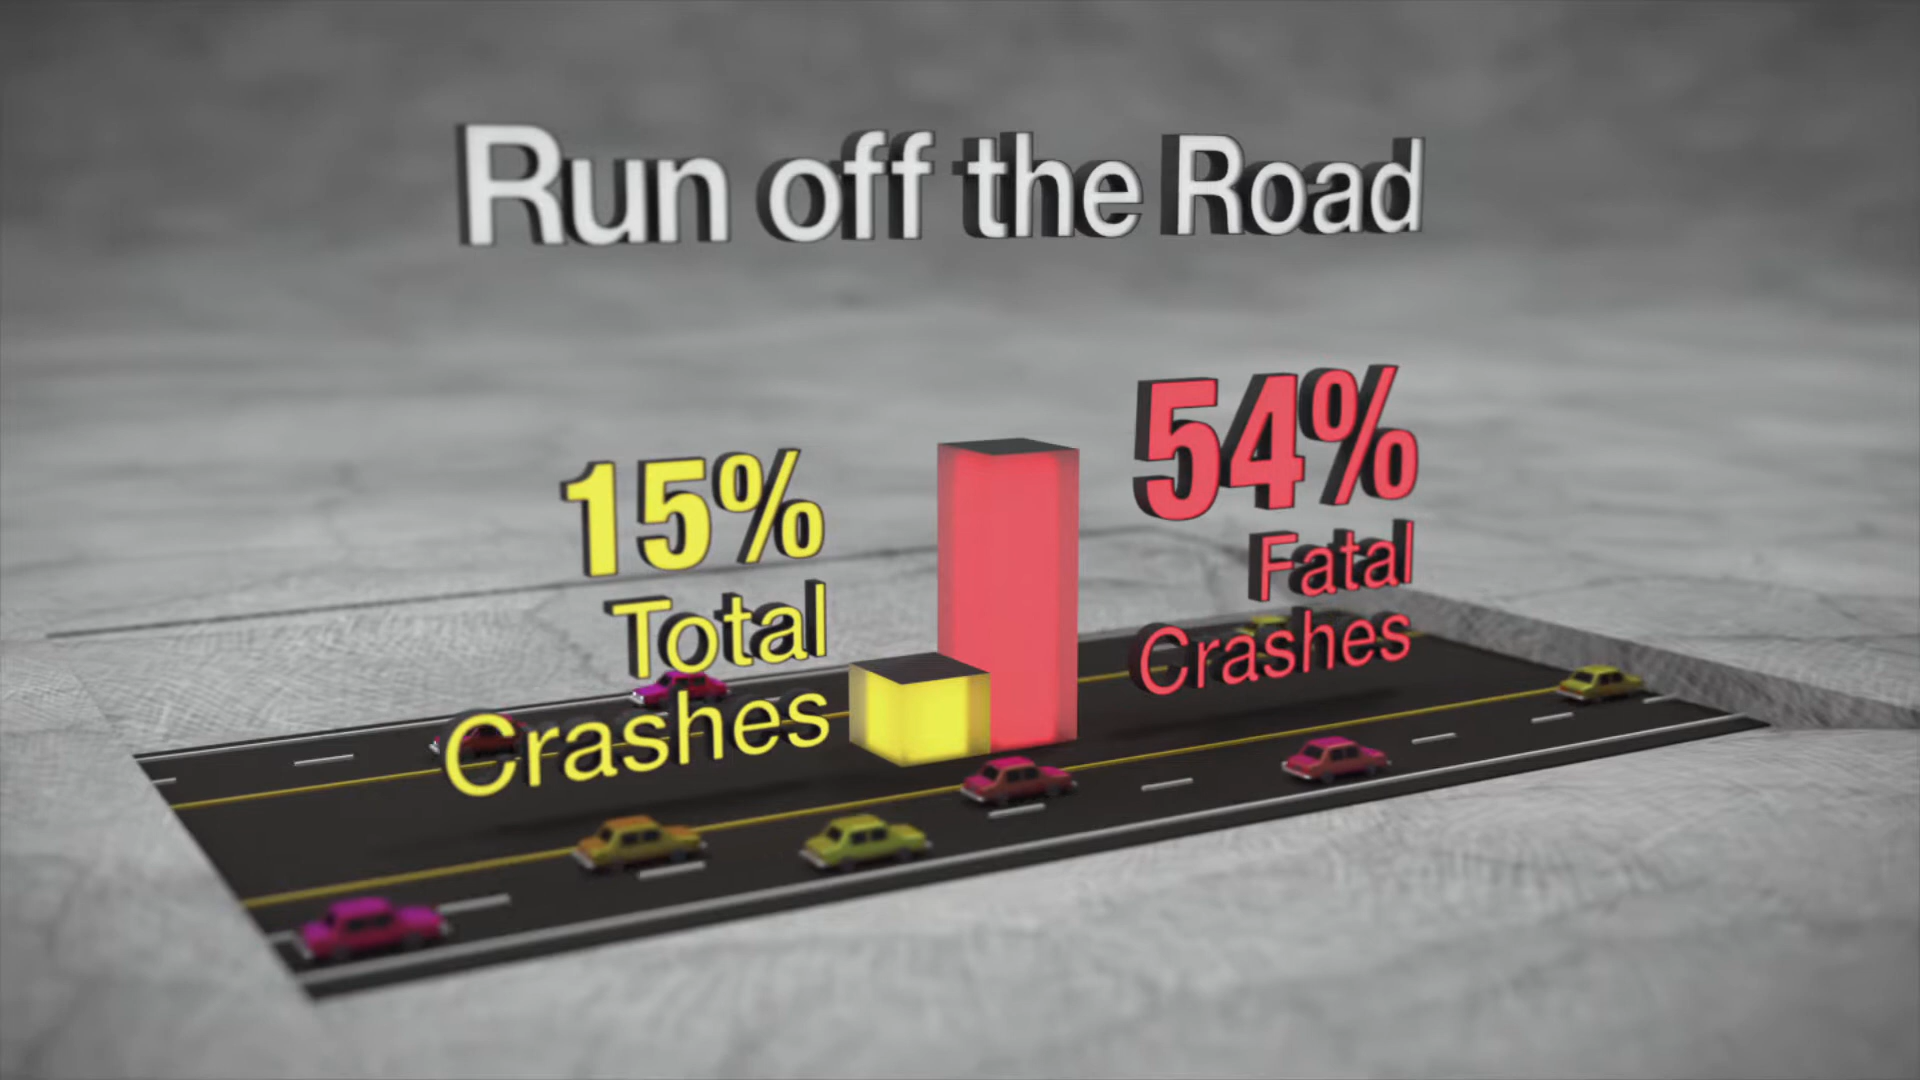 Run off the Road
15%
Total
Crashes
54%
Fatal
Crashes